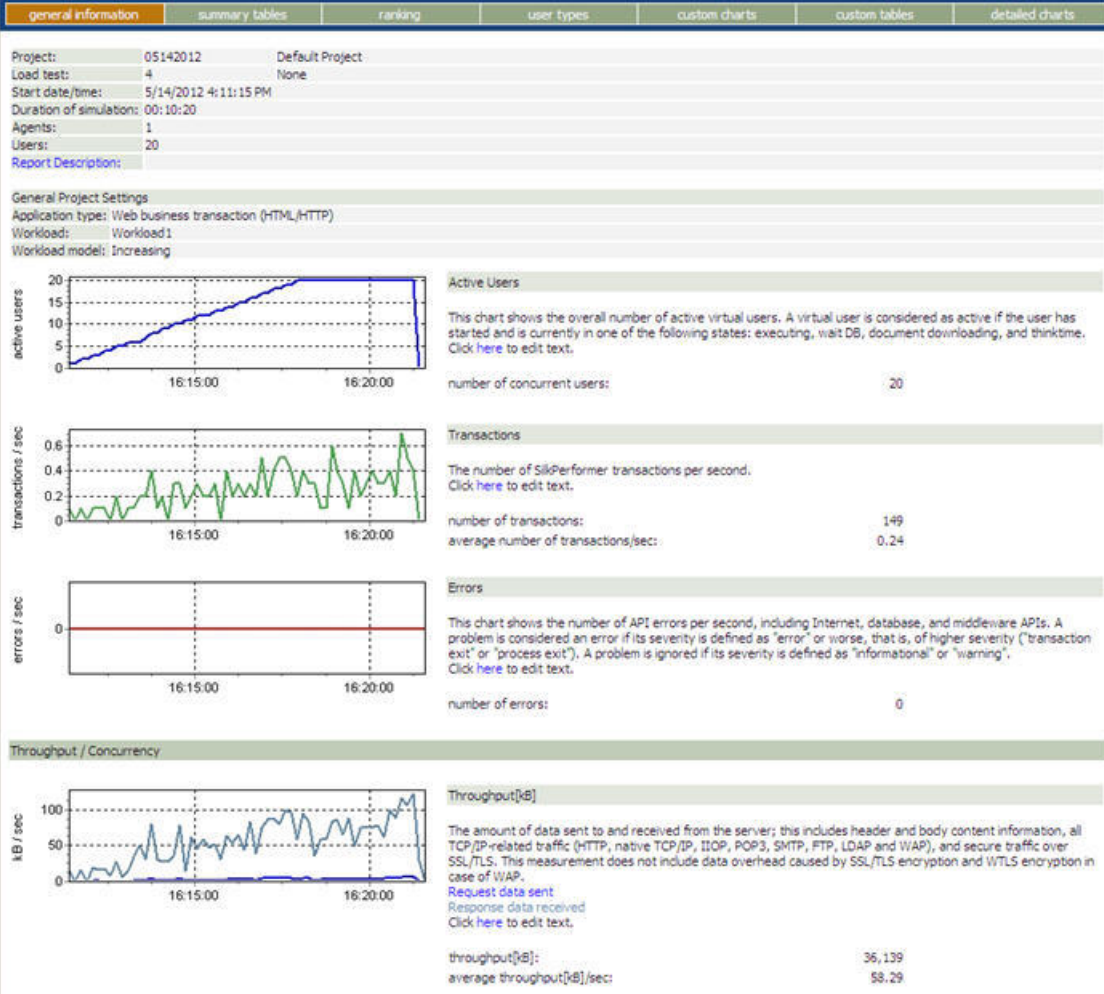 general information summary tables ranking user types custom charts custom tables detailed charts
Project: 05142012 Default Project
Load test: 4 None
Start date/time: 5/14/2012 4:11:15 PM
Duration of simulation: 00:10:20
Agents: 1
Users: 20
Report Description:
General Project Settings
Application type: Web business transaction (HTML/HTTP)
Workload: Workload1
Workload model: Increasing
active users
20
15
10
5
0
16:15:00 16:20:00
Active Users
This chart shows the overall number of active virtual users. A virtual user is considered as active if the user has
started and is currently in one of the following states: executing, wait DB, document downloading, and thinktime.
Click here to edit text.
number of concurrent users: 20
transactions / sec
0.6
0.4
0.2
0
16:15:00 16:20:00
Transactions
The number of SilkPerformer transactions per second.
Click here to edit text.
number of transactions: 149
average number of transactions/sec: 0.24
errors / sec
0
16:15:00 16:20:00
Errors
This chart shows the number of API errors per second, including Internet, database, and middleware APIs. A
problem is considered an error if its severity is defined as "error" or worse, that is, of higher severity ("transaction
exit" or "process exit"). A problem is ignored if its severity is defined as "informational" or "warning".
Click here to edit text.
number of errors: 0
Throughput / Concurrency
kB / sec
100
50
0
16:15:00 16:20:00
Throughput[kB]
The amount of data sent to and received from the server; this includes header and body content information, all
TCP/IP-related traffic (HTTP, native TCP/IP, IIOP, POP3, SMTP, FTP, LDAP and WAP), and secure traffic over
SSL/TLS. This measurement does not include data overhead caused by SSL/TLS encryption and WTLS encryption in
case of WAP.
Request data sent
Response data received
Click here to edit text.
throughput[kB]: 36,139
average throughput[kB]/sec: 58.29